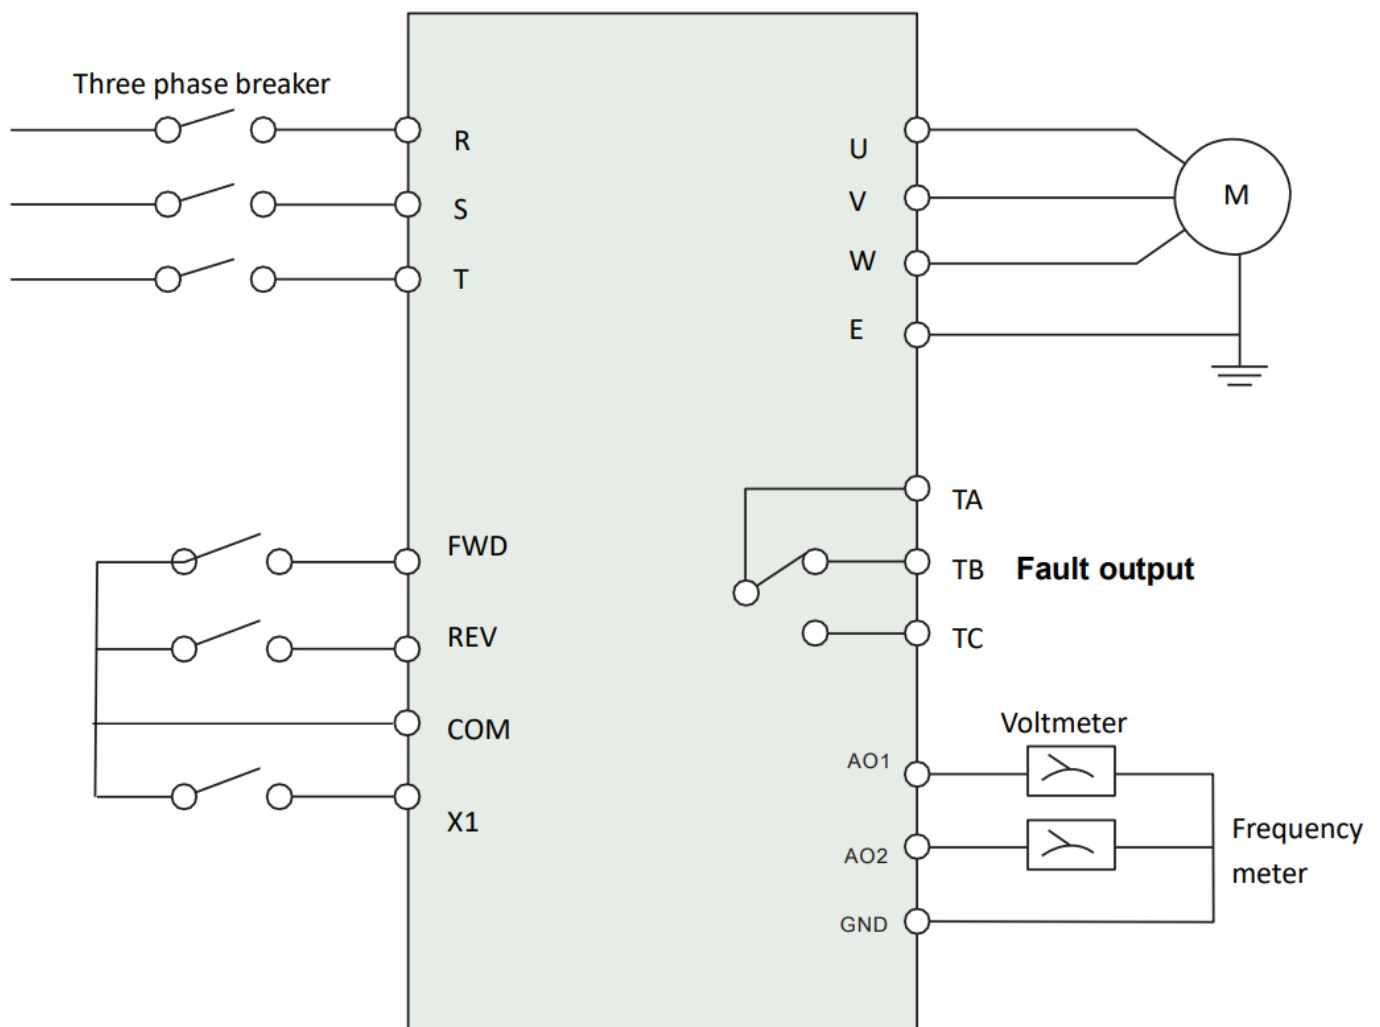 Three phase breaker
R
S
T
U
V
M
W
E
FWD
REV
COM
X1
TA
TB Fault output
TC
Voltmeter
AO1
AO2
GND
Frequency
meter